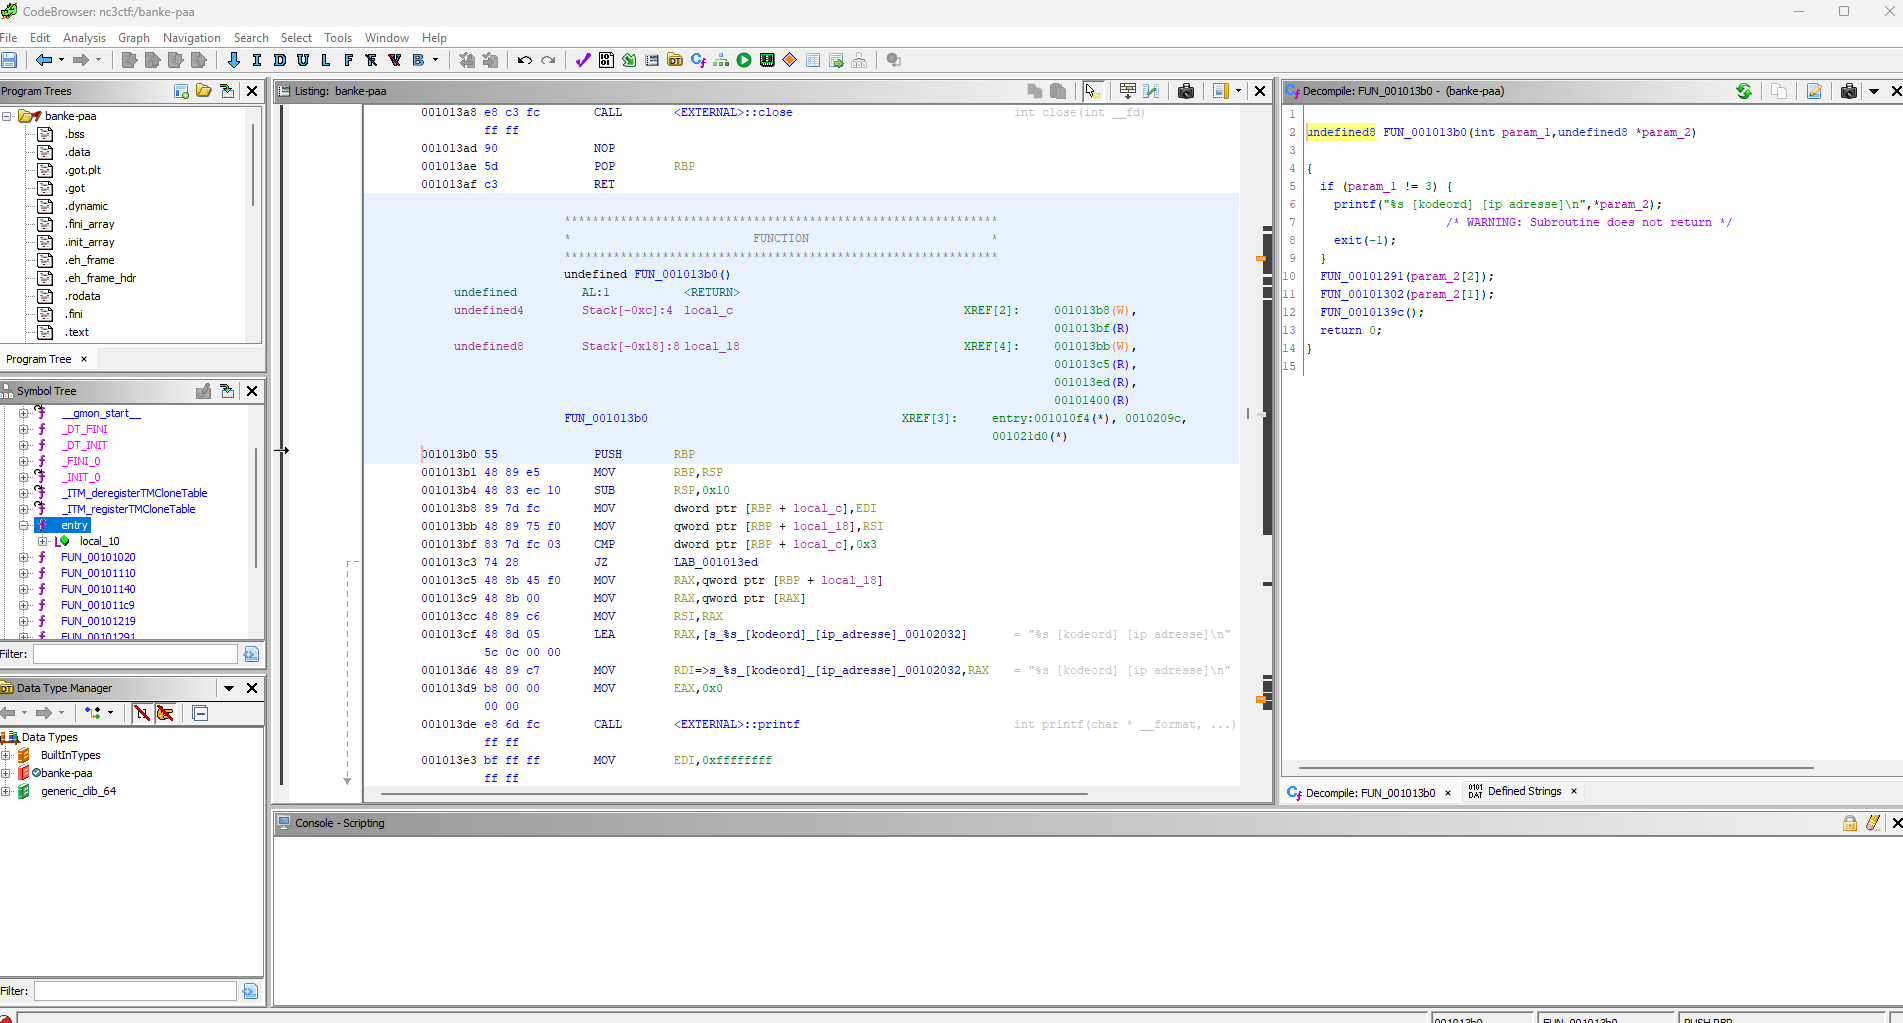 CodeBrowser: nc3ctf:/banke-paa
File Edit Analysis Graph Navigation Search Select Tools Window Help
I D U L F B
Program Trees
banke-paa
.bss
.data
.got.plt
.got
.dynamic
.fini_array
.init_array
.eh_frame
.eh_frame_hdr
.rodata
.fini
.text
Program Tree ×
Symbol Tree
__gmon_start__
_DT_FINI
_DT_INIT
_FINI_0
_INIT_0
_ITM_deregisterTMCloneTable
_ITM_registerTMCloneTable
entry
local_10
FUN_00101020
FUN_00101110
FUN_00101140
FUN_001011c9
FUN_00101219
FUN_00101291
Filter:
Data Type Manager
Data Types
BuiltInTypes
banke-paa
generic_clib_64
Filter:
Listing: banke-paa
001013a8 e8 c3 fc CALL <EXTERNAL>::close int close(int __fd)
ff ff
001013ad 90 NOP
001013ae 5d POP RBP
001013af c3 RET
*************************************************************
* FUNCTION *
*************************************************************
undefined FUN_001013b0()
undefined AL:1 <RETURN>
undefined4 Stack[-0xc]:4 local_c XREF[2]: 001013b8(W),
001013bf(R)
undefined8 Stack[-0x18]:8 local_18 XREF[4]: 001013bb(W),
001013c5(R),
001013ed(R),
00101400(R)
FUN_001013b0 XREF[3]: entry:001010f4(*), 0010209c,
001021d0(*)
001013b0 55 PUSH RBP
001013b1 48 89 e5 MOV RBP,RSP
001013b4 48 83 ec 10 SUB RSP,0x10
001013b8 89 7d fc MOV dword ptr [RBP + local_c],EDI
001013bb 48 89 75 f0 MOV qword ptr [RBP + local_18],RSI
001013bf 83 7d fc 03 CMP dword ptr [RBP + local_c],0x3
001013c3 74 28 JZ LAB_001013ed
001013c5 48 8b 45 f0 MOV RAX,qword ptr [RBP + local_18]
001013c9 48 8b 00 MOV RAX,qword ptr [RAX]
001013cc 48 89 c6 MOV RSI,RAX
001013cf 48 8d 05 LEA RAX,[s_%s_[kodeord]_[ip_adresse]_00102032] = "%s [kodeord] [ip adresse]\n"
5c 0c 00 00
001013d6 48 89 c7 MOV RDI=>s_%s_[kodeord]_[ip_adresse]_00102032,RAX = "%s [kodeord] [ip adresse]\n"
001013d9 b8 00 00 MOV EAX,0x0
00 00
001013de e8 6d fc CALL <EXTERNAL>::printf int printf(char * __format, ...)
ff ff
001013e3 bf ff ff MOV EDI,0xffffffff
ff ff
Decompile: FUN_001013b0 - (banke-paa)
1
2 undefined8 FUN_001013b0(int param_1,undefined8 *param_2)
3
4 {
5 if (param_1 != 3) {
6 printf("%s [kodeord] [ip adresse]\n",*param_2);
7 /* WARNING: Subroutine does not return */
8 exit(-1);
9 }
10 FUN_00101291(param_2[2]);
11 FUN_00101302(param_2[1]);
12 FUN_0010139c();
13 return 0;
14 }
15
Decompile: FUN_001013b0 × Defined Strings ×
Console - Scripting
001013b0 FUN_001013b0 PUSH RBP